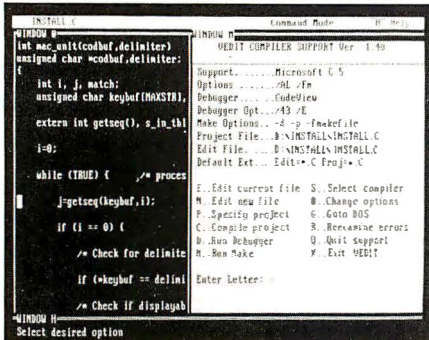 INSTALL.C Command Mode
WINDOW
int mac_unit(codbuf,delimiter)
unsigned char *codbuf,delimiter;
{
int i, j, match;
unsigned char keybuf[MAXSTR],
extern int getseq(), s_in_tbl
i=0;
while (TRUE) { /* proces
j=getseq(keybuf,i);
if (i == 0) {
/* Check for delimite
if (*keybuf == delimi
/* Check if displayab
WINDOW M
VEDIT COMPILER SUPPORT Ver 1.40
Support.......Microsoft C 5
Options ....../AL /Fm
Debugger......CodeView
Debugger Opt../43 /E
Make Options.. -d -p -fmakefile
Project File..D:\INSTALL\INSTALL.C
Edit File.....D:\INSTALL\INSTALL.C
Default Ext... Edit=*.C Proj=*.C
E..Edit current file S..Select compiler
N..Edit new file O..Change options
P..Specify project G..Goto DOS
C..Compile project R..Reexamine errors
D..Run Debugger Q..Quit support
M..Run Make X..Exit VEDIT
Enter Letter:
WINDOW H
Select desired option